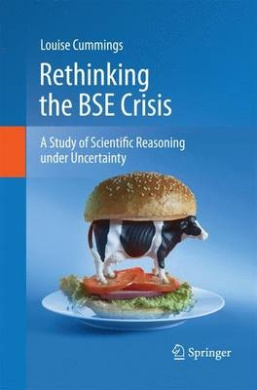 Louise Cummings
Rethinking
the BSE Crisis
A Study of Scientific Reasoning
under Uncertainty
Springer